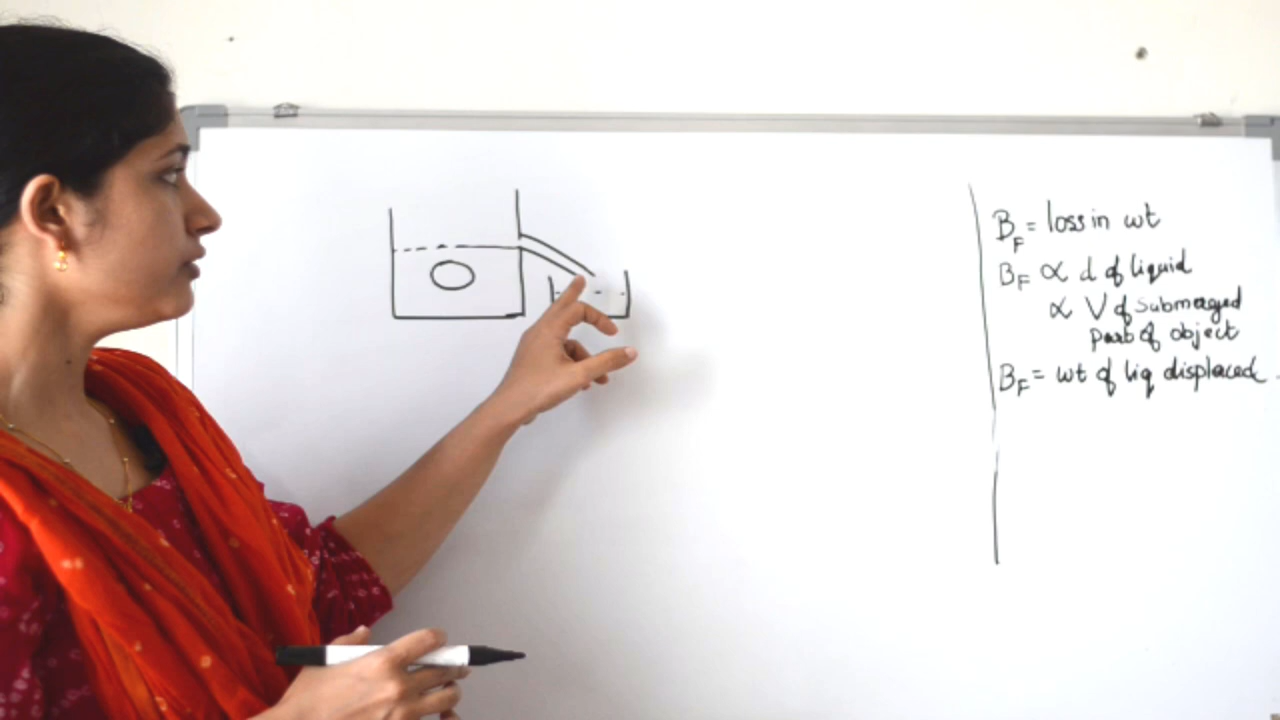 B_F = loss in wt
B_F ∝ d of liquid
∝ V of submerged
part of object
B_F = wt of liq displaced